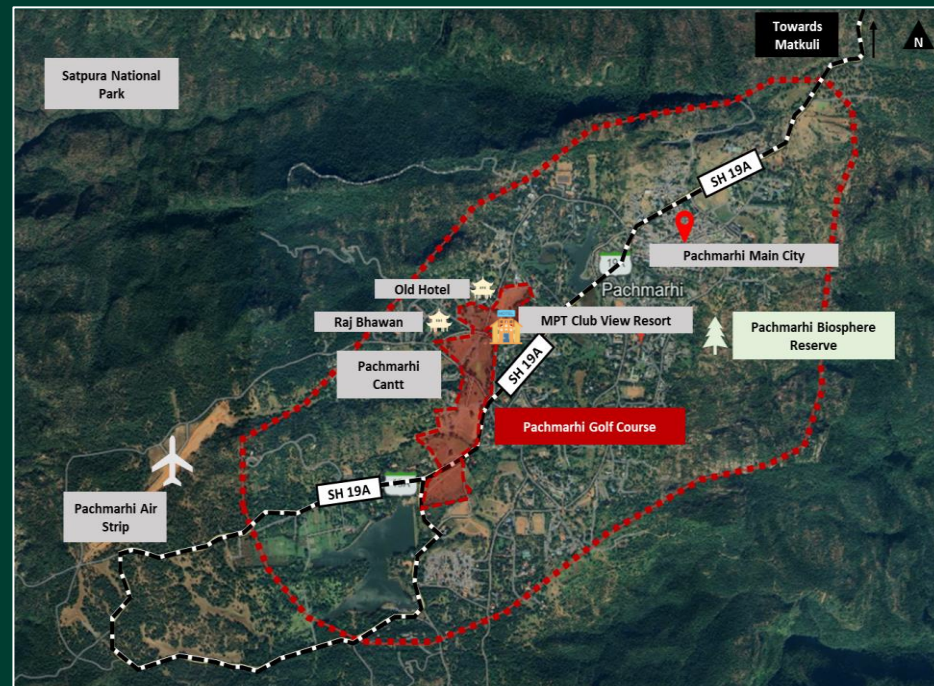 Towards
Matkuli
N
Satpura National
Park
SH 19A
Pachmarhi Main City
Pachmarhi
Old Hotel
Raj Bhawan
MPT Club View Resort
Pachmarhi Biosphere
Reserve
Pachmarhi
Cantt
SH 19A
Pachmarhi Golf Course
SH 19A
Pachmarhi Air
Strip